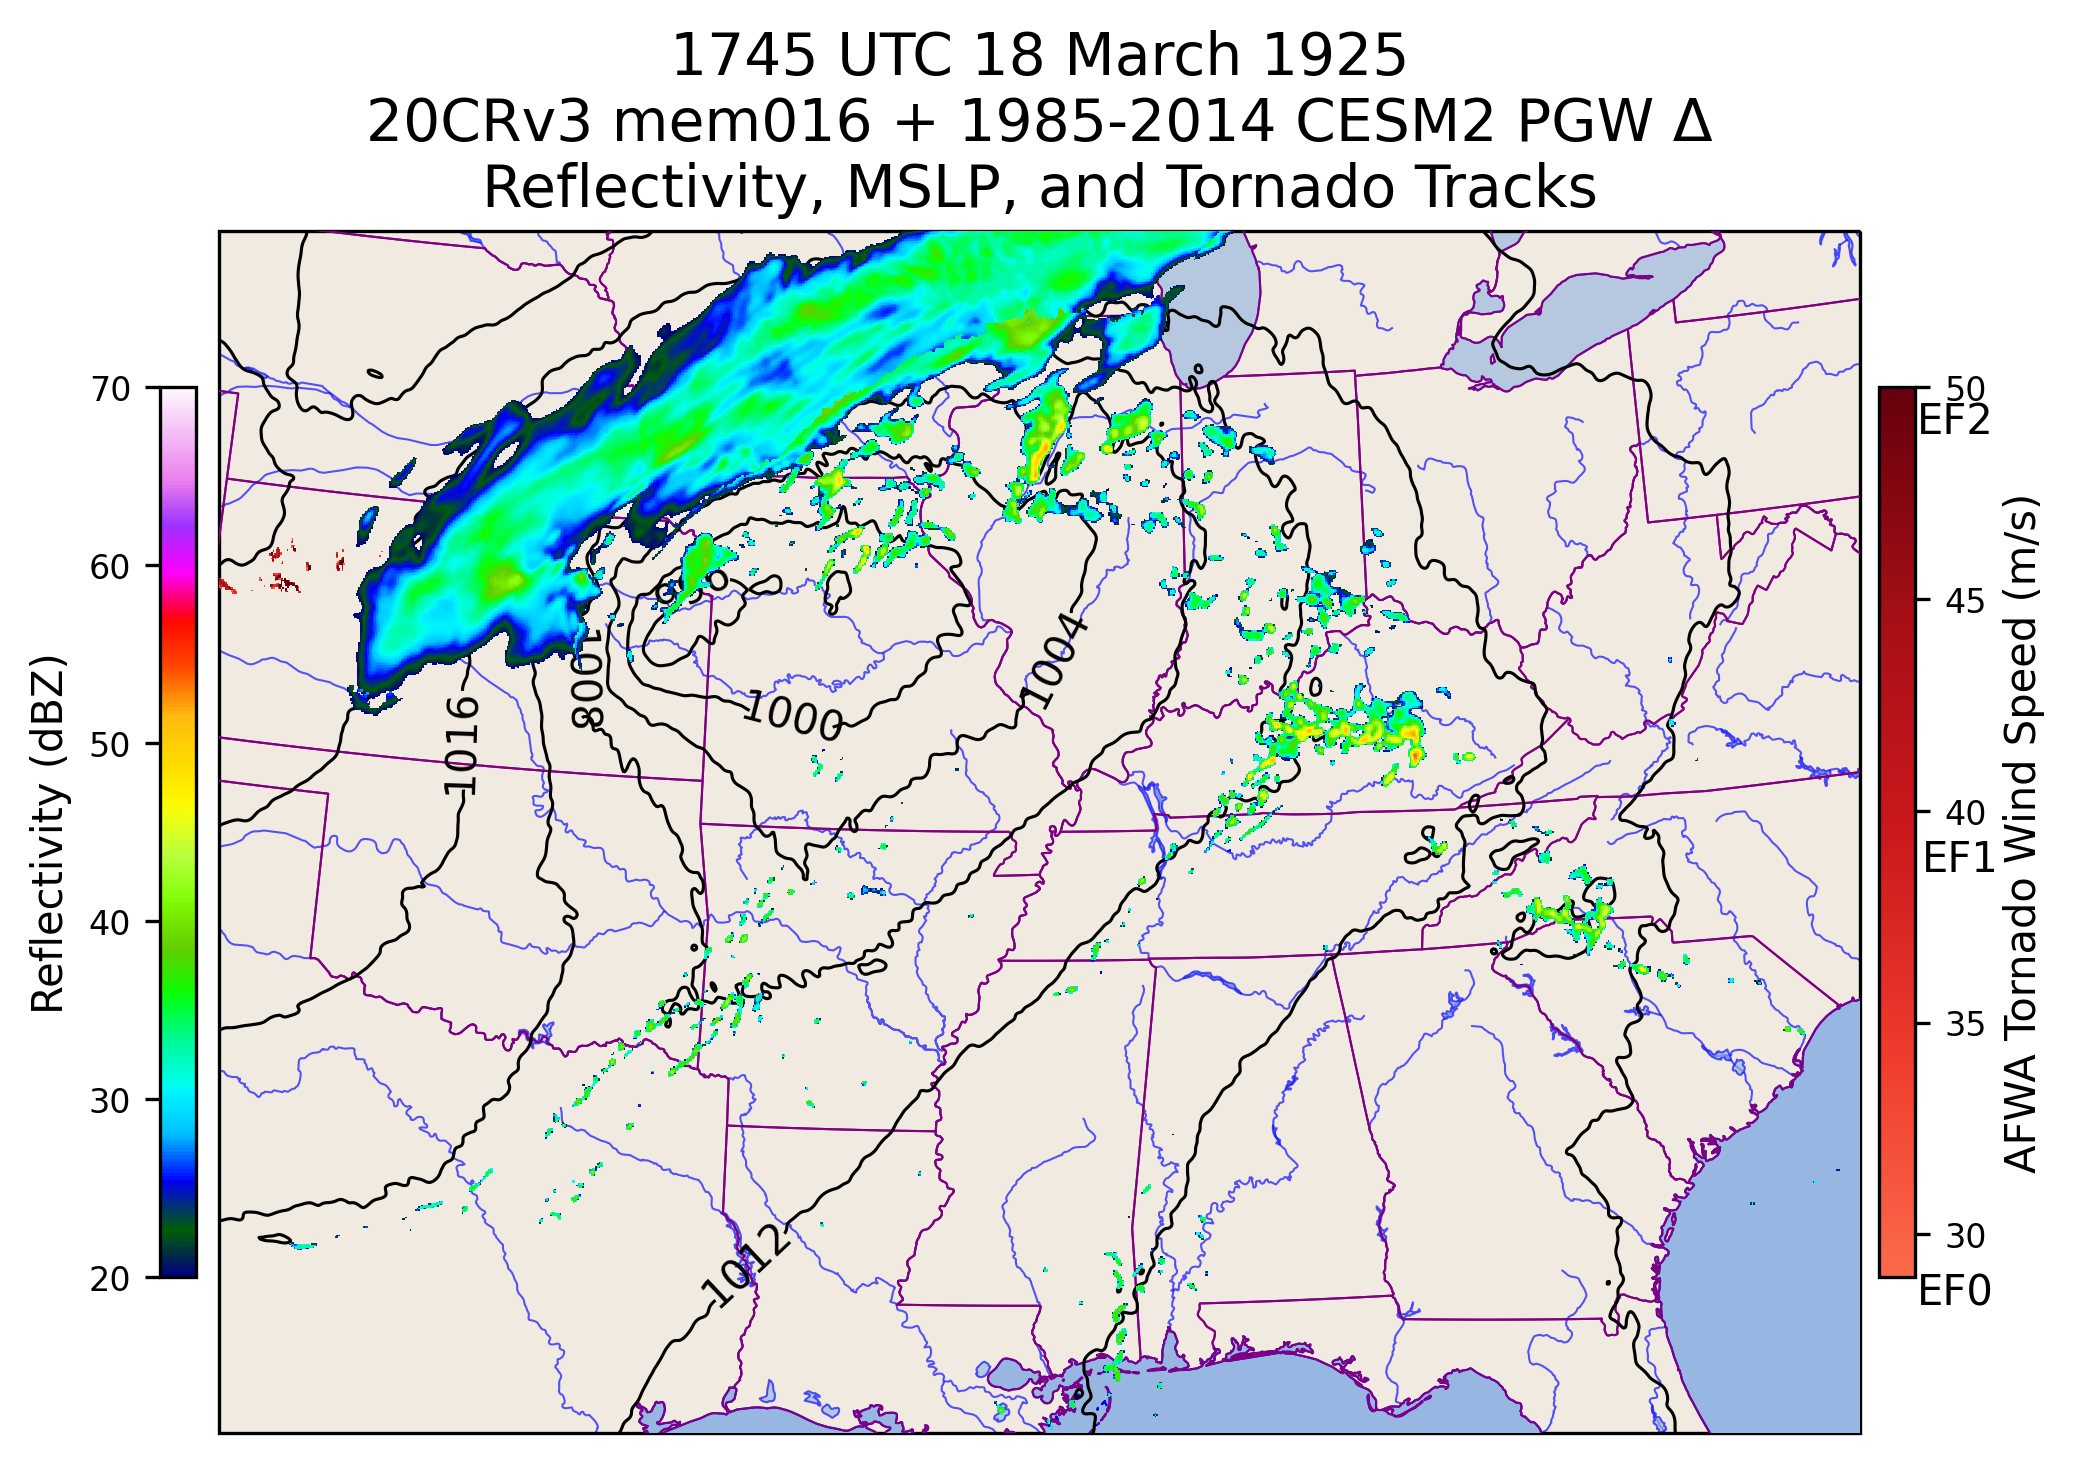 1745 UTC 18 March 1925
20CRv3 mem016 + 1985-2014 CESM2 PGW Δ
Reflectivity, MSLP, and Tornado Tracks
70
60
50
40
30
20
Reflectivity (dBZ)
1016
1008
1000
1004
1012
50
EF2
45
40
EF1
35
30
EF0
AFWA Tornado Wind Speed (m/s)